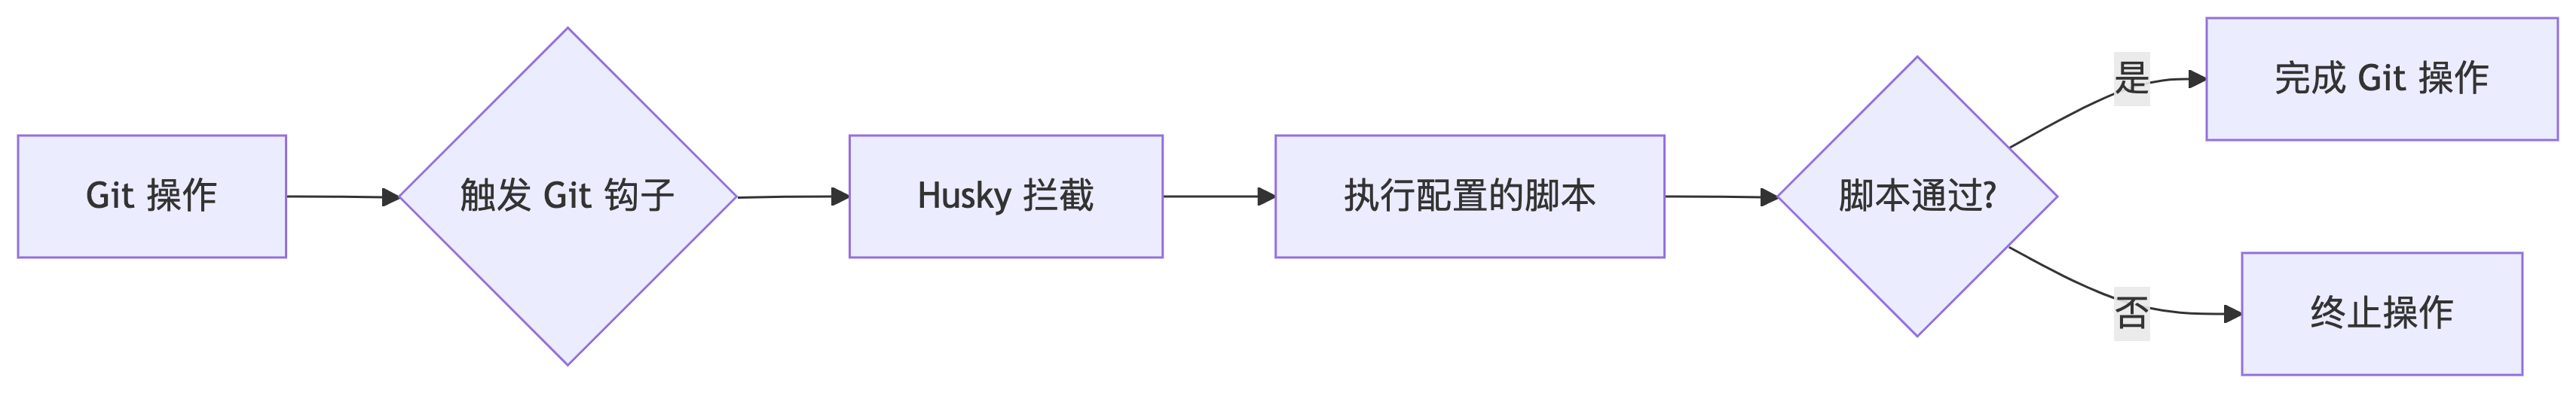 Git 操作
触发 Git 钩子
Husky 拦截
执行配置的脚本
脚本通过?
是
完成 Git 操作
否
终止操作